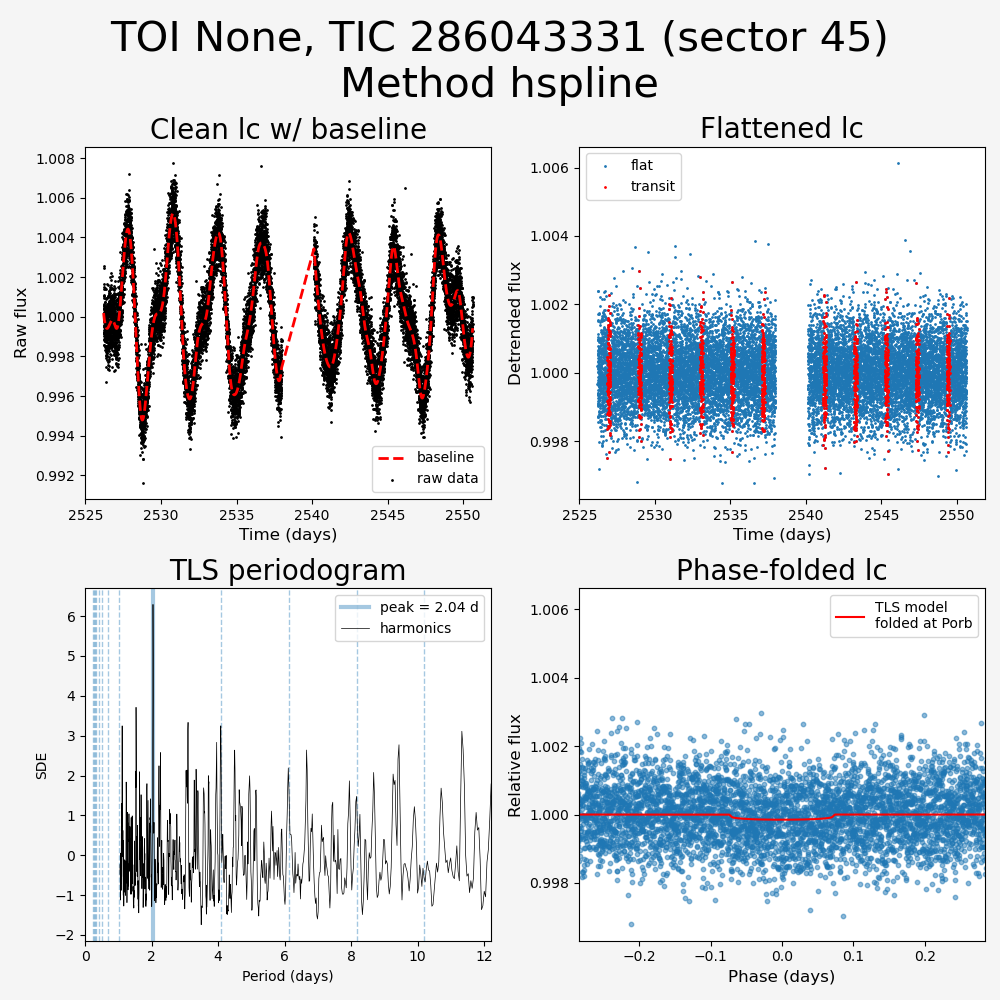 TOI None, TIC 286043331 (sector 45)
Method hspline
Clean lc w/ baseline
1.008
1.006
1.004
1.002
1.000
0.998
0.996
0.994
0.992
Raw flux
baseline
raw data
2525 2530 2535 2540 2545 2550
Time (days)
Flattened lc
flat
transit
1.006
1.004
1.002
1.000
0.998
Detrended flux
2525 2530 2535 2540 2545 2550
Time (days)
TLS periodogram
peak = 2.04 d
harmonics
6
5
4
3
2
1
0
−1
−2
SDE
0 2 4 6 8 10 12
Period (days)
Phase-folded lc
TLS model
folded at Porb
1.006
1.004
1.002
1.000
0.998
Relative flux
−0.2 −0.1 0.0 0.1 0.2
Phase (days)